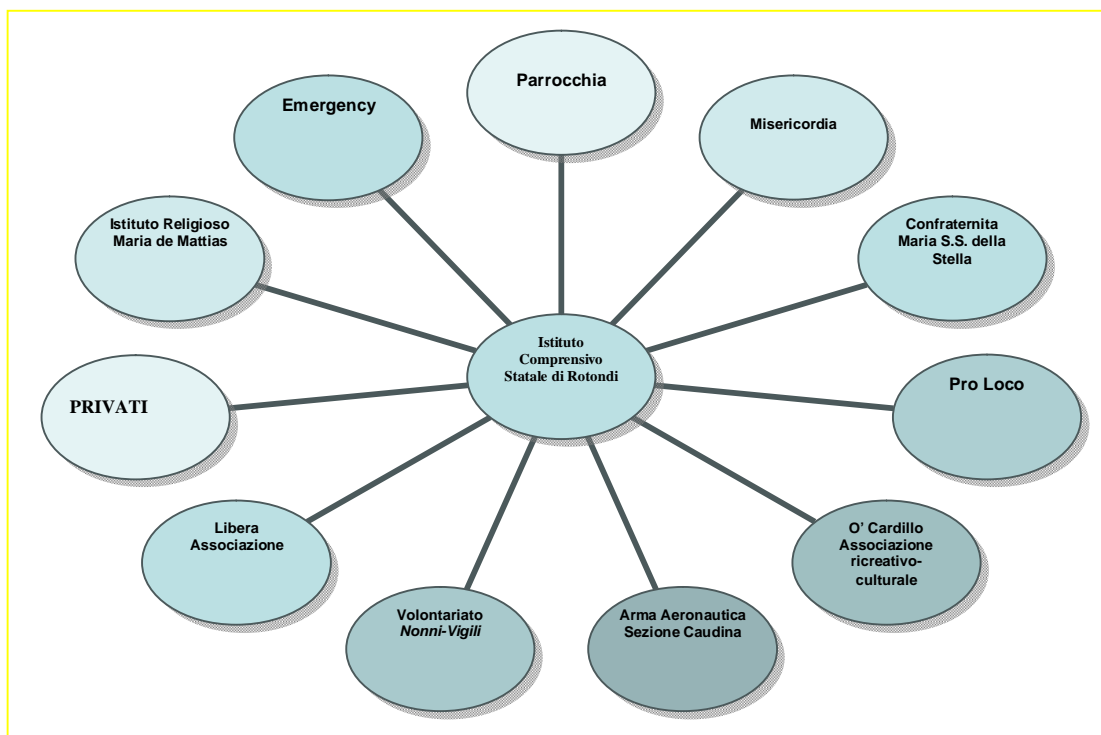 Parrocchia
Emergency
Misericordia
Istituto Religioso
Maria de Mattias
Confraternita
Maria S.S. della
Stella
Istituto
Comprensivo
Statale di Rotondi
PRIVATI
Pro Loco
Libera
Associazione
O' Cardillo
Associazione
ricreativo-
culturale
Volontariato
Nonni-Vigili
Arma Aeronautica
Sezione Caudina